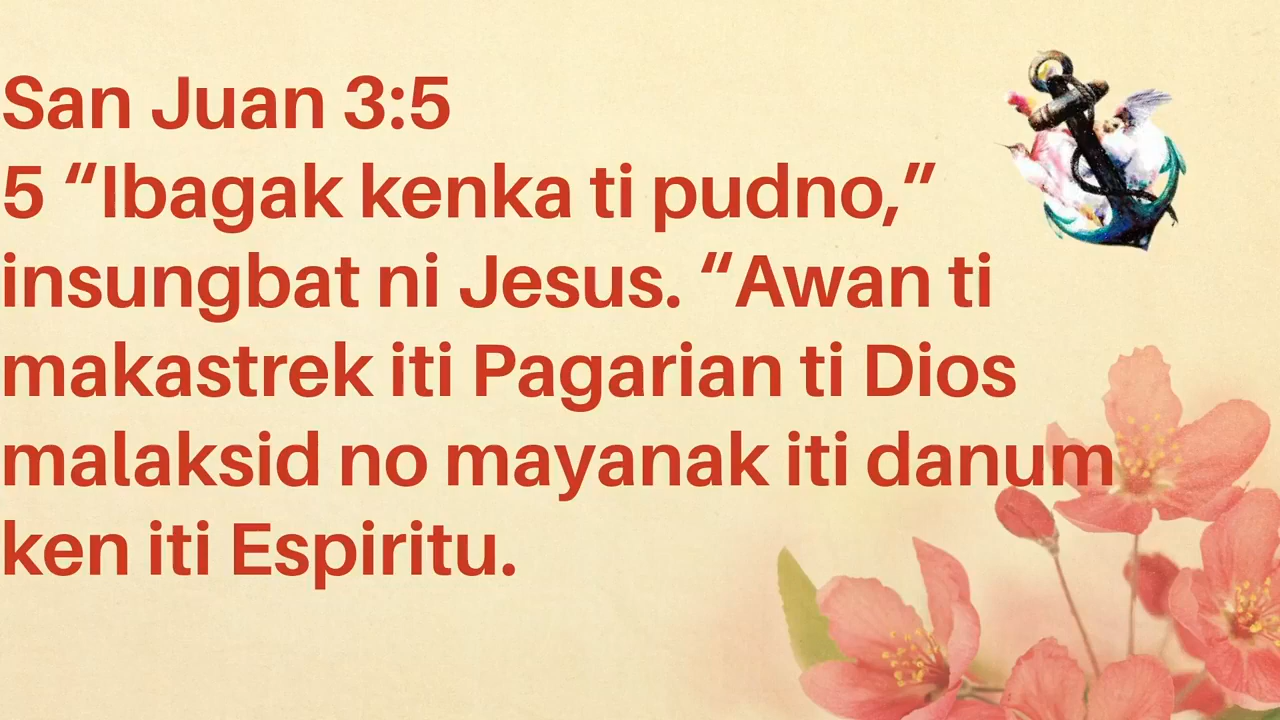 San Juan 3:5
5 “Ibagak kenka ti pudno,”
insungbat ni Jesus. “Awan ti
makastrek iti Pagarian ti Dios
malaksid no mayanak iti danum
ken iti Espiritu.